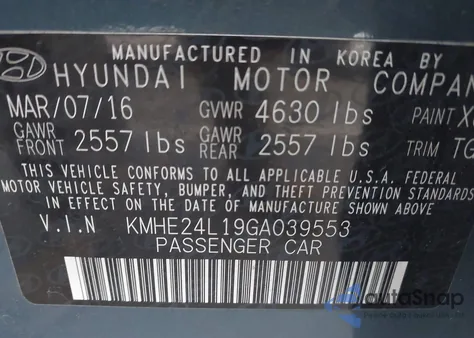 MANUFACTURED IN KOREA BY
HYUNDAI MOTOR COMPAN
MAR/07/16 GVWR 4630 lbs PAINT X
GAWR FRONT 2557 lbs GAWR REAR 2557 lbs TRIM TG
THIS VEHICLE CONFORMS TO ALL APPLICABLE U.S.A. FEDERAL
MOTOR VEHICLE SAFETY, BUMPER, AND THEFT PREVENTION STANDARDS
IN EFFECT ON THE DATE OF MANUFACTURE SHOWN ABOVE.
V.I.N KMHE24L19GA039553
PASSENGER CAR
autoSnap